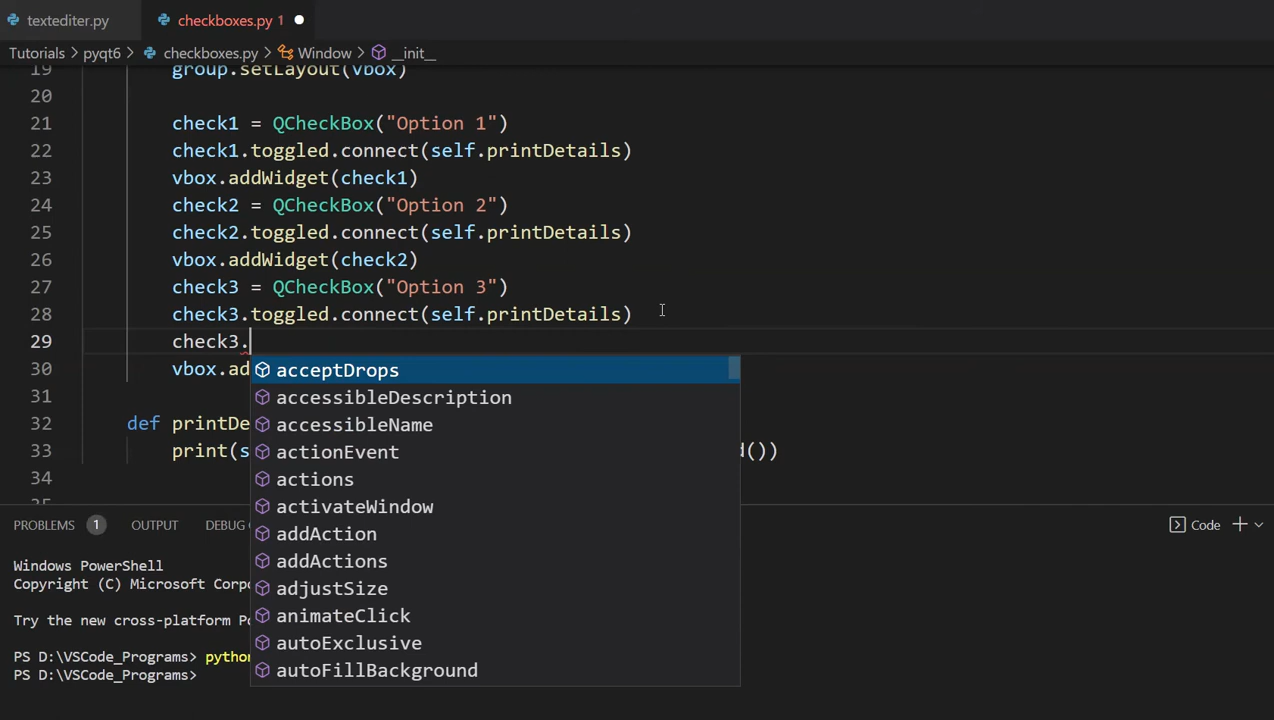 textediter.py
checkboxes.py 1
Tutorials > pyqt6 > checkboxes.py > Window > __init__
19 group.setLayout(vbox)
20
21 check1 = QCheckBox("Option 1")
22 check1.toggled.connect(self.printDetails)
23 vbox.addWidget(check1)
24 check2 = QCheckBox("Option 2")
25 check2.toggled.connect(self.printDetails)
26 vbox.addWidget(check2)
27 check3 = QCheckBox("Option 3")
28 check3.toggled.connect(self.printDetails)
29 check3.
30 vbox.ad
31
32 def printDe
33 print(s d())
34
35
acceptDrops
accessibleDescription
accessibleName
actionEvent
actions
activateWindow
addAction
addActions
adjustSize
animateClick
autoExclusive
autoFillBackground
PROBLEMS 1 OUTPUT DEBUG Code
Windows PowerShell
Copyright (C) Microsoft Corpo
Try the new cross-platform Po
PS D:\VSCode_Programs> python
PS D:\VSCode_Programs>